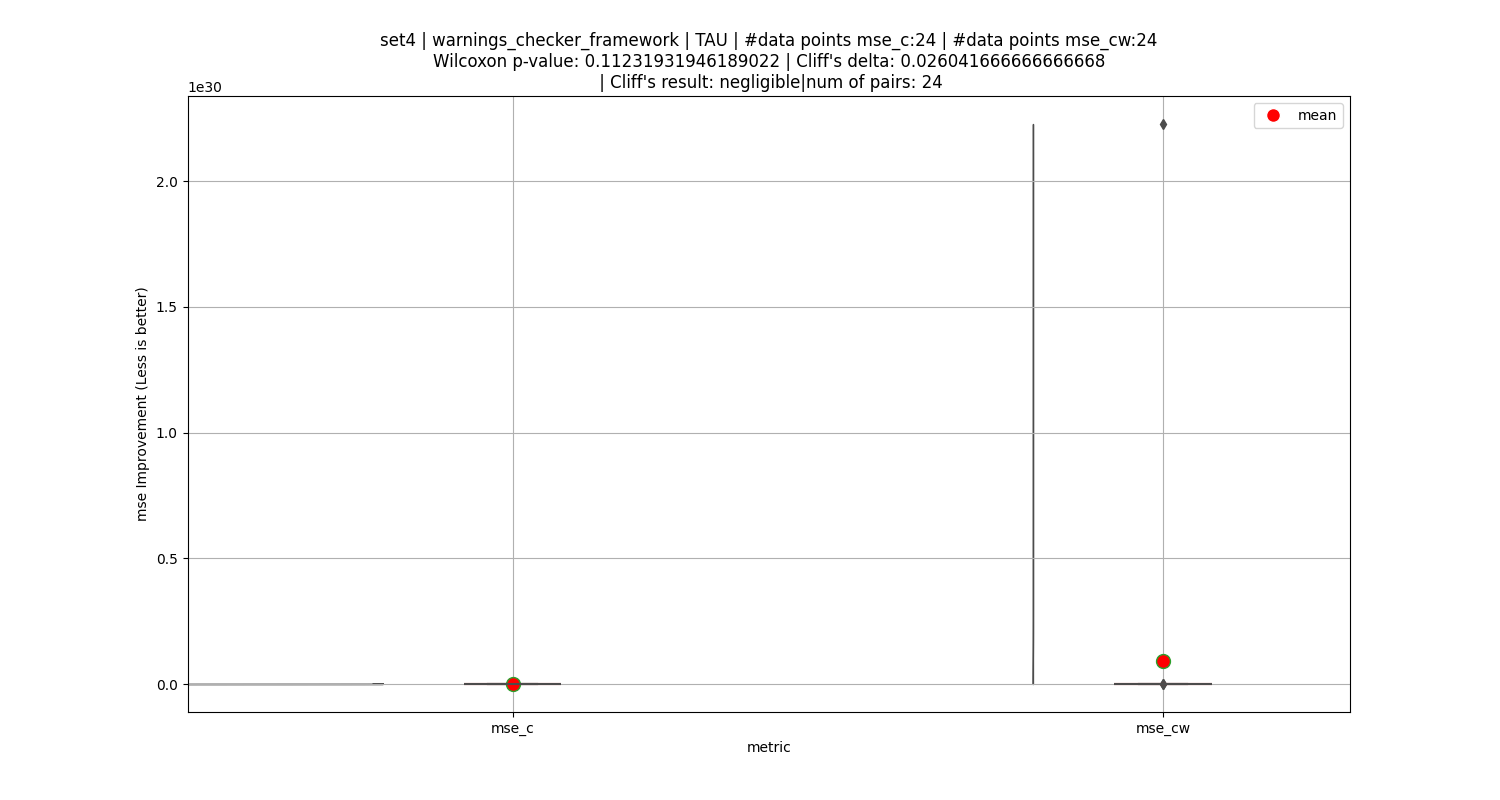 set4 | warnings_checker_framework | TAU | #data points mse_c:24 | #data points mse_cw:24
Wilcoxon p-value: 0.11231931946189022 | Cliff's delta: 0.026041666666666668
| Cliff's result: negligible|num of pairs: 24
1e30
mean
2.0
1.5
1.0
0.5
0.0
mse Improvement (Less is better)
mse_c
mse_cw
metric